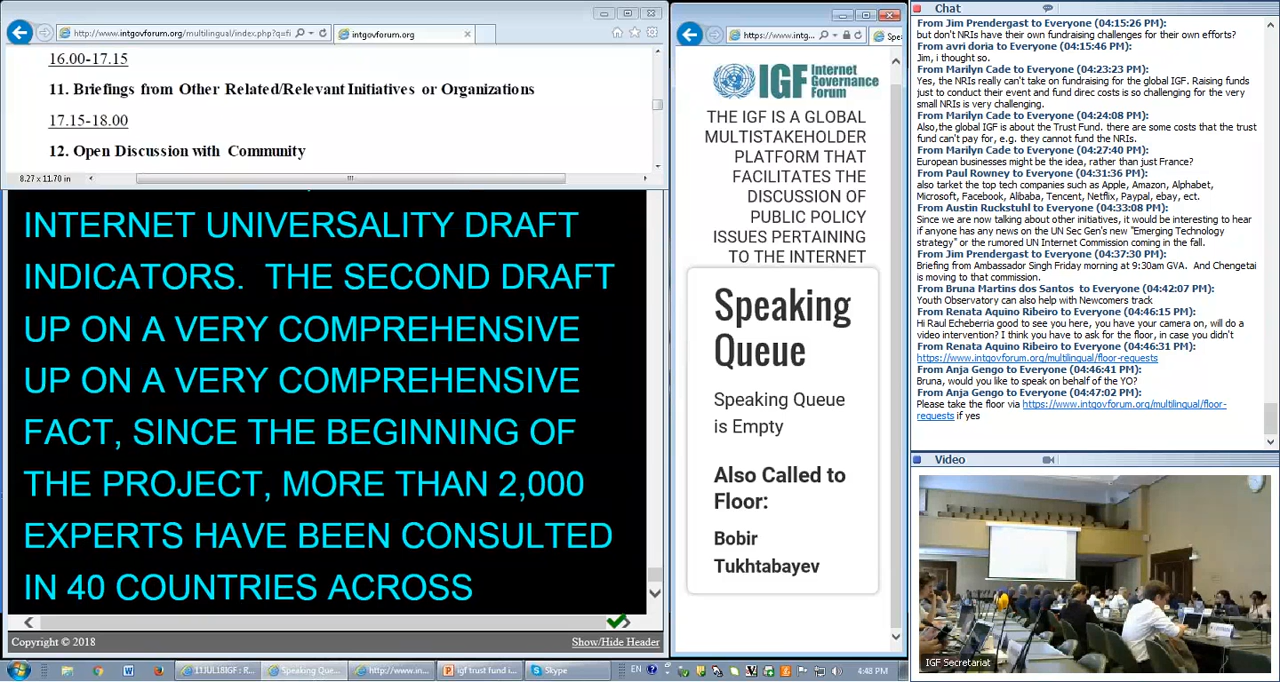 http://www.intgovforum.org/multilingual/index.php?q=fi
intgovforum.org
16.00-17.15
11. Briefings from Other Related/Relevant Initiatives or Organizations
17.15-18.00
12. Open Discussion with Community
8.27 x 11.70 in
INTERNET UNIVERSALITY DRAFT
INDICATORS. THE SECOND DRAFT
UP ON A VERY COMPREHENSIVE
UP ON A VERY COMPREHENSIVE
FACT, SINCE THE BEGINNING OF
THE PROJECT, MORE THAN 2,000
EXPERTS HAVE BEEN CONSULTED
IN 40 COUNTRIES ACROSS
Copyright © 2018
Show/Hide Header
https://www.int
Spe
IGF
Internet
Governance
Forum
THE IGF IS A GLOBAL
MULTISTAKEHOLDER
PLATFORM THAT
FACILITATES THE
DISCUSSION OF
PUBLIC POLICY
ISSUES PERTAINING
TO THE INTERNET
Speaking
Queue
Speaking Queue
is Empty
Also Called to
Floor:
Bobir
Tukhtabayev
Chat
From Jim Prendergast to Everyone (04:15:26 PM):
but don't NRIs have their own fundraising challenges for their own efforts?
From avri doria to Everyone (04:15:46 PM):
Jim, i thought so.
From Marilyn Cade to Everyone (04:23:23 PM):
Yes, the NRIs really can't take on fundraising for the global IGF. Raising funds
just to conduct their event and fund direc costs is so challenging for the very
small NRIs is very challenging.
From Marilyn Cade to Everyone (04:24:08 PM):
Also,the global IGF is about the Trust Fund. there are some costs that the trust
fund can't pay for, e.g. they cannot fund the NRIs.
From Marilyn Cade to Everyone (04:27:40 PM):
European businesses might be the idea, rather than just France?
From Paul Rowney to Everyone (04:31:36 PM):
also tarket the top tech companies such as Apple, Amazon, Alphabet,
Microsoft, Facebook, Alibaba, Tencent, Netflix, Paypal, ebay, ect.
From Austin Ruckstuhl to Everyone (04:33:08 PM):
Since we are now talking about other initiatives, it would be interesting to hear
if anyone has any news on the UN Sec Gen's new "Emerging Technology
strategy" or the rumored UN Internet Commission coming in the fall.
From Jim Prendergast to Everyone (04:37:30 PM):
Briefing from Ambassador Singh Friday morning at 9:30am GVA. And Chengetai
is moving to that commission.
From Bruna Martins dos Santos to Everyone (04:42:07 PM):
Youth Observatory can also help with Newcomers track
From Renata Aquino Ribeiro to Everyone (04:46:15 PM):
Hi Raul Echeberria good to see you here, you have your camera on, will do a
video intervention? I think you have to ask for the floor, in case you didn't
From Renata Aquino Ribeiro to Everyone (04:46:31 PM):
https://www.intgovforum.org/multilingual/floor-requests
From Anja Gengo to Everyone (04:46:41 PM):
Bruna, would you like to speak on behalf of the YO?
From Anja Gengo to Everyone (04:47:02 PM):
Please take the floor via https://www.intgovforum.org/multilingual/floor-
requests if yes
Video
IGF Secretariat
11JUL18IGF : R...
Speaking Que...
http://www.in...
igf trust fund i...
Skype
EN
4:48 PM